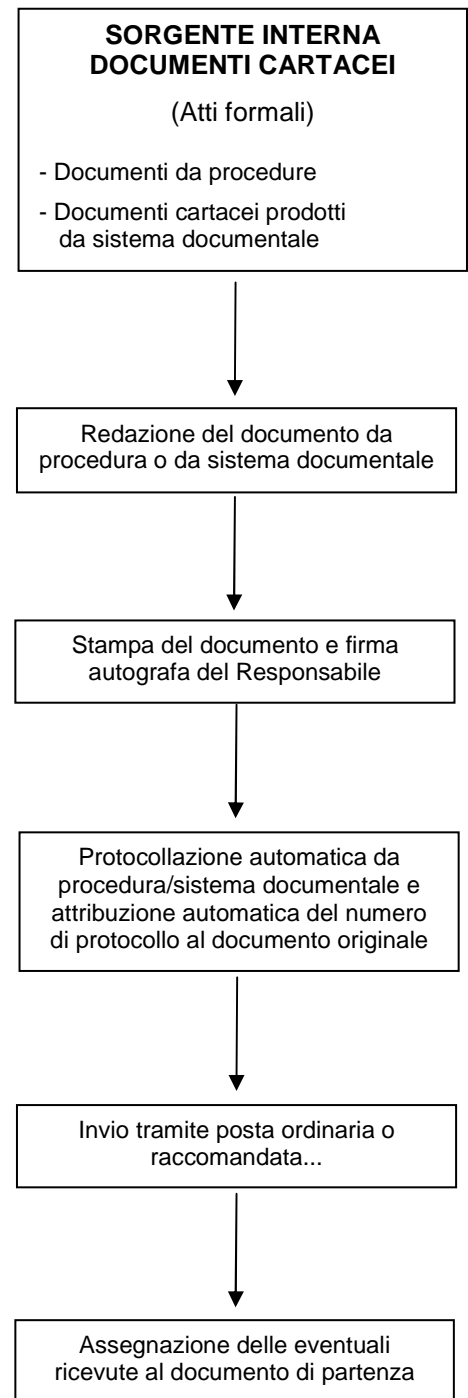 SORGENTE INTERNA
DOCUMENTI CARTACEI
(Atti formali)
- Documenti da procedure
- Documenti cartacei prodotti
da sistema documentale
Redazione del documento da
procedura o da sistema documentale
Stampa del documento e firma
autografa del Responsabile
Protocollazione automatica da
procedura/sistema documentale e
attribuzione automatica del numero
di protocollo al documento originale
Invio tramite posta ordinaria o
raccomandata...
Assegnazione delle eventuali
ricevute al documento di partenza